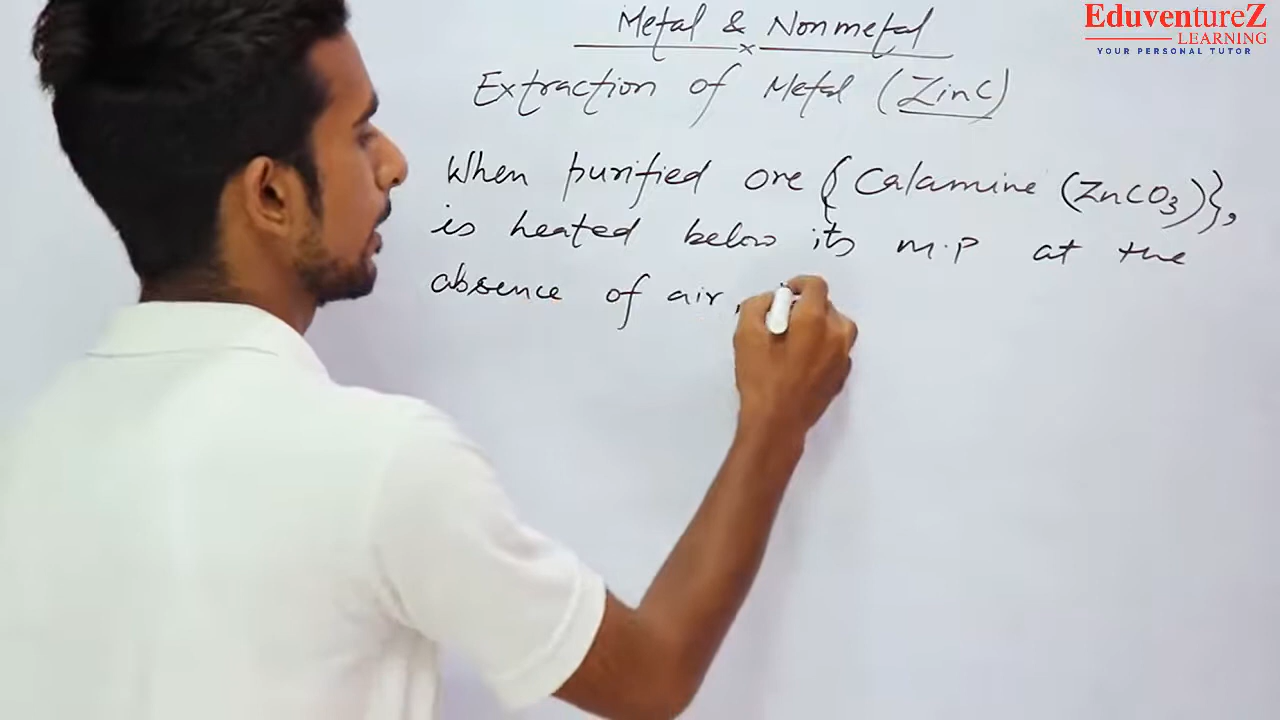 EduventureZ
LEARNING
YOUR PERSONAL TUTOR
Metal & Nonmetal
Extraction of Metal (Zinc)
When purified ore {Calamine (ZnCO₃)},
is heated below its M.P at the
absence of air,